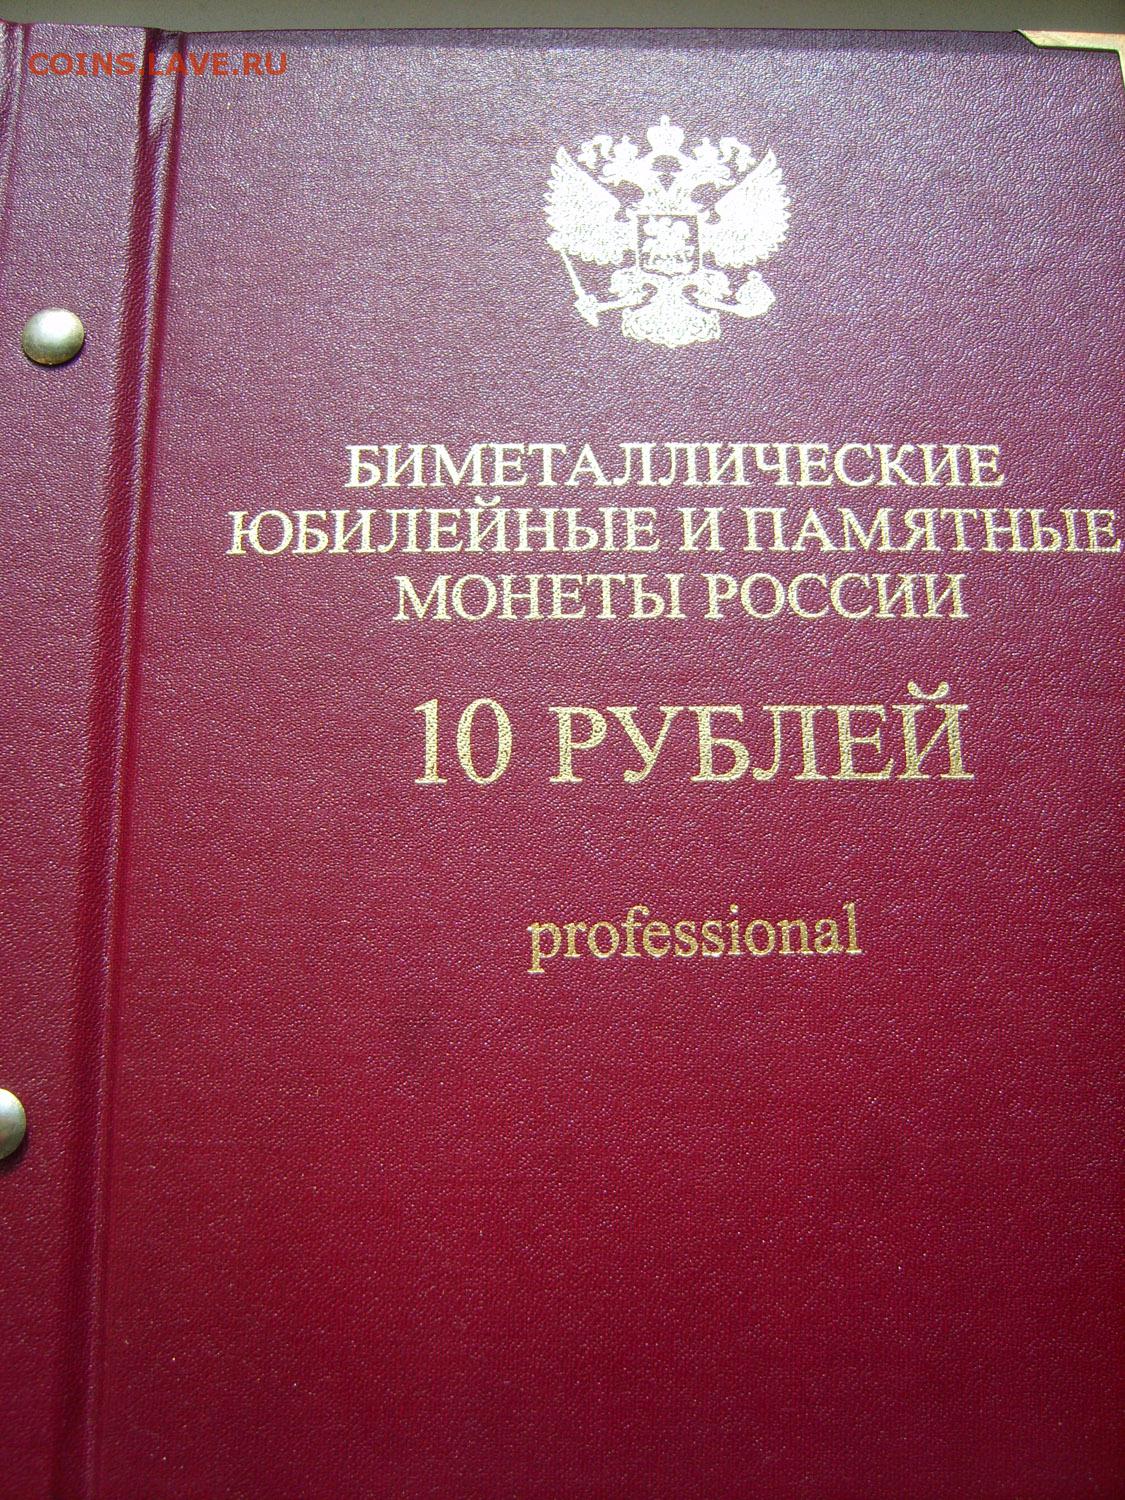 COINS.LAVE.RU
БИМЕТАЛЛИЧЕСКИЕ
ЮБИЛЕЙНЫЕ И ПАМЯТНЫЕ
МОНЕТЫ РОССИИ
10 РУБЛЕЙ
professional